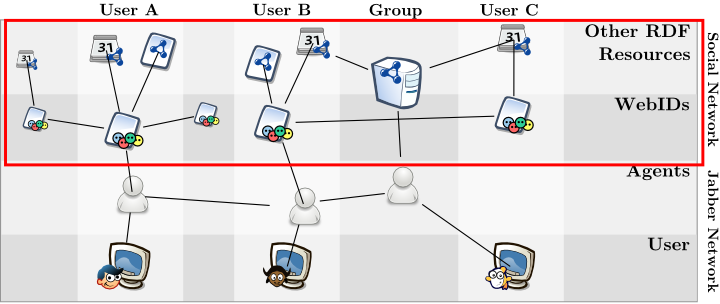 User A
User B
Group
User C
Other RDF
Resources
WebIDs
Agents
User
Social Network
Jabber Network
31
31
31
31